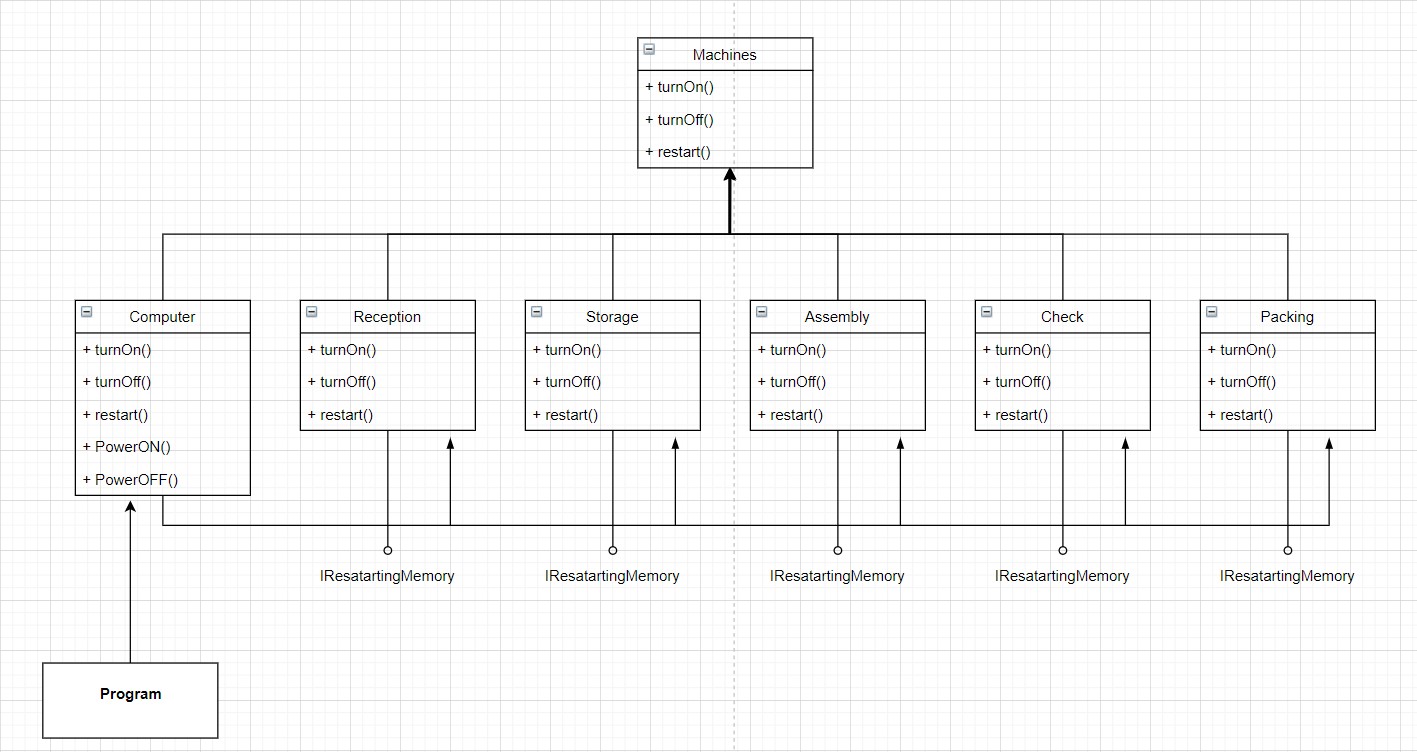 Machines
+ turnOn()
+ turnOff()
+ restart()
Computer
+ turnOn()
+ turnOff()
+ restart()
+ PowerON()
+ PowerOFF()
Reception
+ turnOn()
+ turnOff()
+ restart()
Storage
+ turnOn()
+ turnOff()
+ restart()
Assembly
+ turnOn()
+ turnOff()
+ restart()
Check
+ turnOn()
+ turnOff()
+ restart()
Packing
+ turnOn()
+ turnOff()
+ restart()
IResatartingMemory
IResatartingMemory
IResatartingMemory
IResatartingMemory
IResatartingMemory
Program